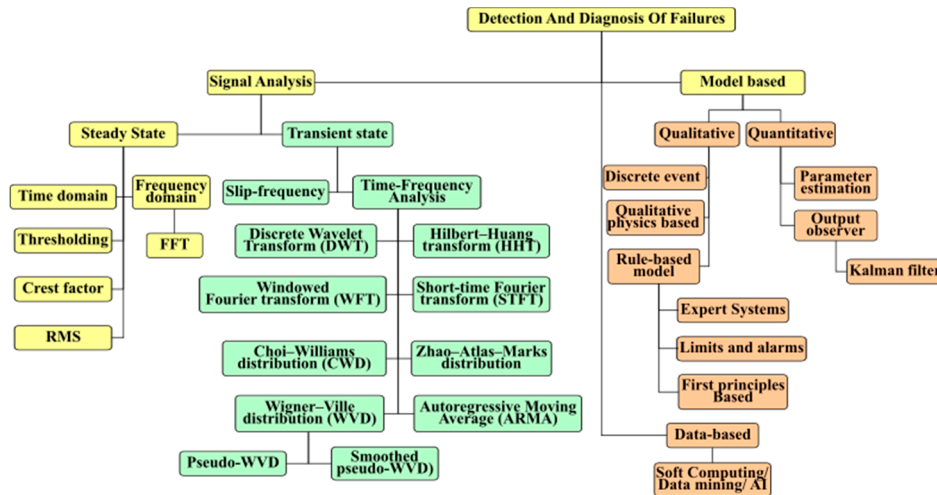 Detection And Diagnosis Of Failures
Signal Analysis
Model based
Steady State
Transient state
Qualitative
Quantitative
Time domain
Frequency
domain
Slip-frequency
Time-Frequency
Analysis
Discrete event
Parameter
estimation
Thresholding
FFT
Discrete Wavelet
Transform (DWT)
Hilbert–Huang
transform (HHT)
Qualitative
physics based
Output
observer
Crest factor
Windowed
Fourier transform (WFT)
Short-time Fourier
transform (STFT)
Rule-based
model
Kalman filter
RMS
Choi–Williams
distribution (CWD)
Zhao–Atlas–Marks
distribution
Expert Systems
Limits and alarms
First principles
Based
Wigner–Ville
distribution (WVD)
Autoregressive Moving
Average (ARMA)
Data-based
Pseudo-WVD
Smoothed
pseudo-WVD)
Soft Computing/
Data mining/ AI